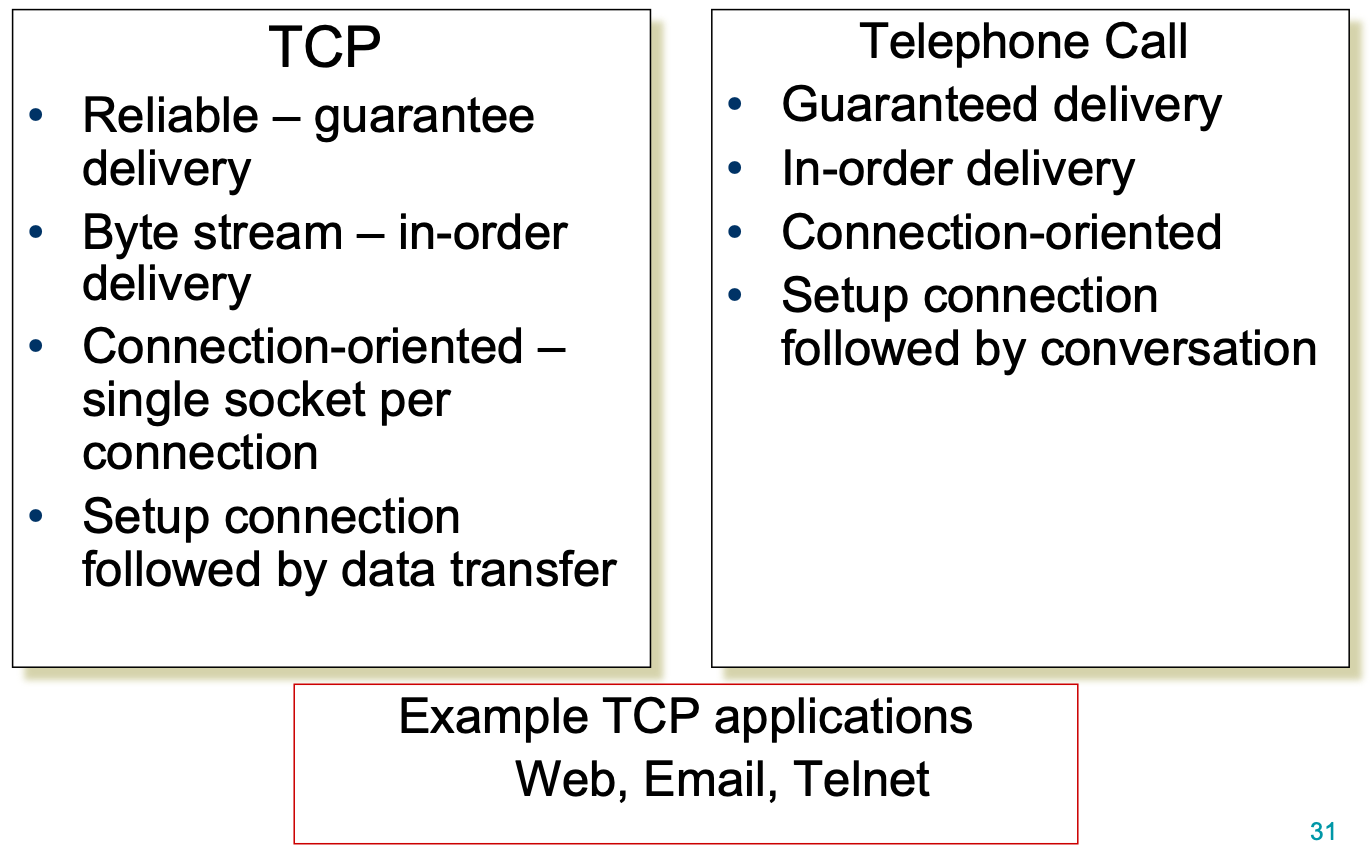 TCP
• Reliable – guarantee
delivery
• Byte stream – in-order
delivery
• Connection-oriented –
single socket per
connection
• Setup connection
followed by data transfer
Telephone Call
• Guaranteed delivery
• In-order delivery
• Connection-oriented
• Setup connection
followed by conversation
Example TCP applications
Web, Email, Telnet
31